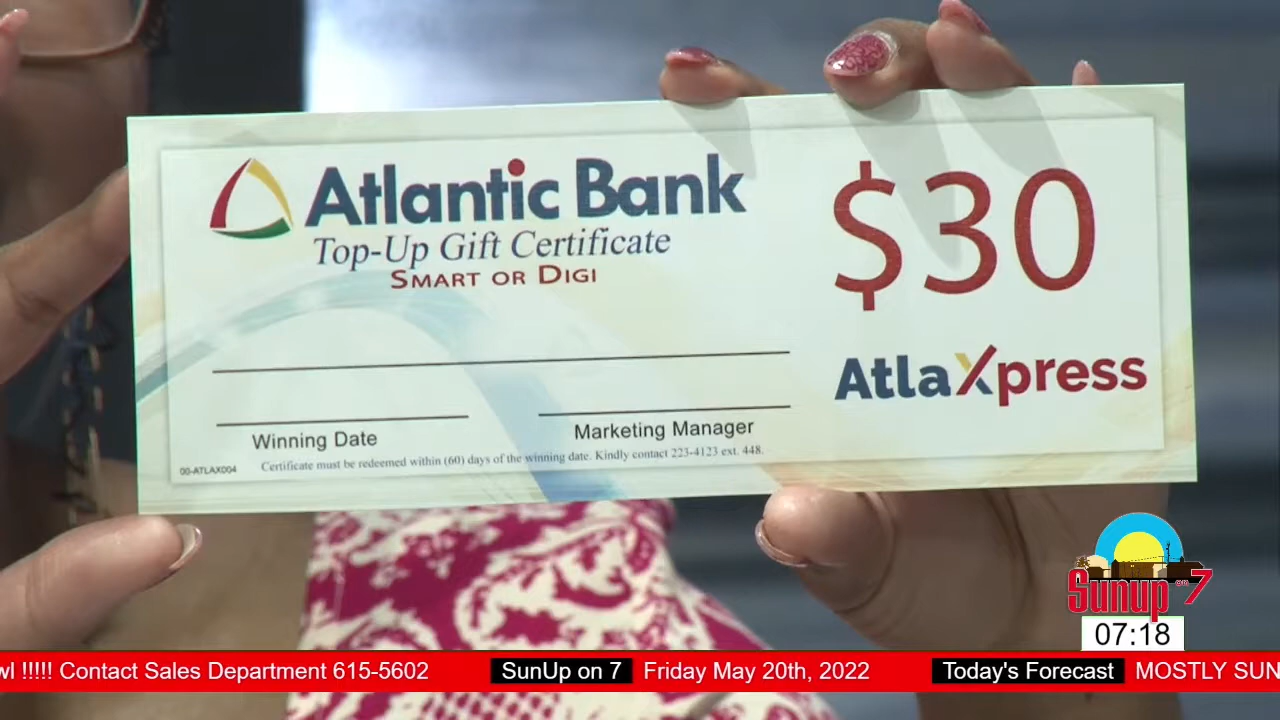 Atlantic Bank
Top-Up Gift Certificate
SMART OR DIGI
$30
AtlaXpress
Winning Date
Marketing Manager
00-ATLAX004
Certificate must be redeemed within (60) days of the winning date. Kindly contact 223-4123 ext. 448.
Sunup on 7
07:18
wl !!!!! Contact Sales Department 615-5602 SunUp on 7 Friday May 20th, 2022 Today's Forecast MOSTLY SUN